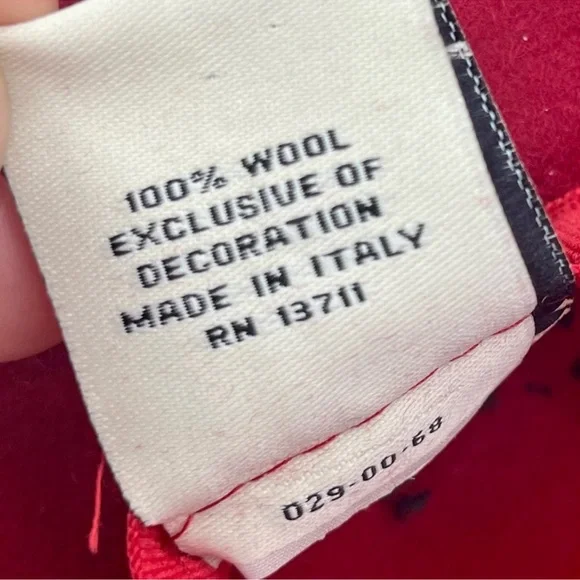 100% WOOL
EXCLUSIVE OF
DECORATION
MADE IN ITALY
RN 13711
029-00-68